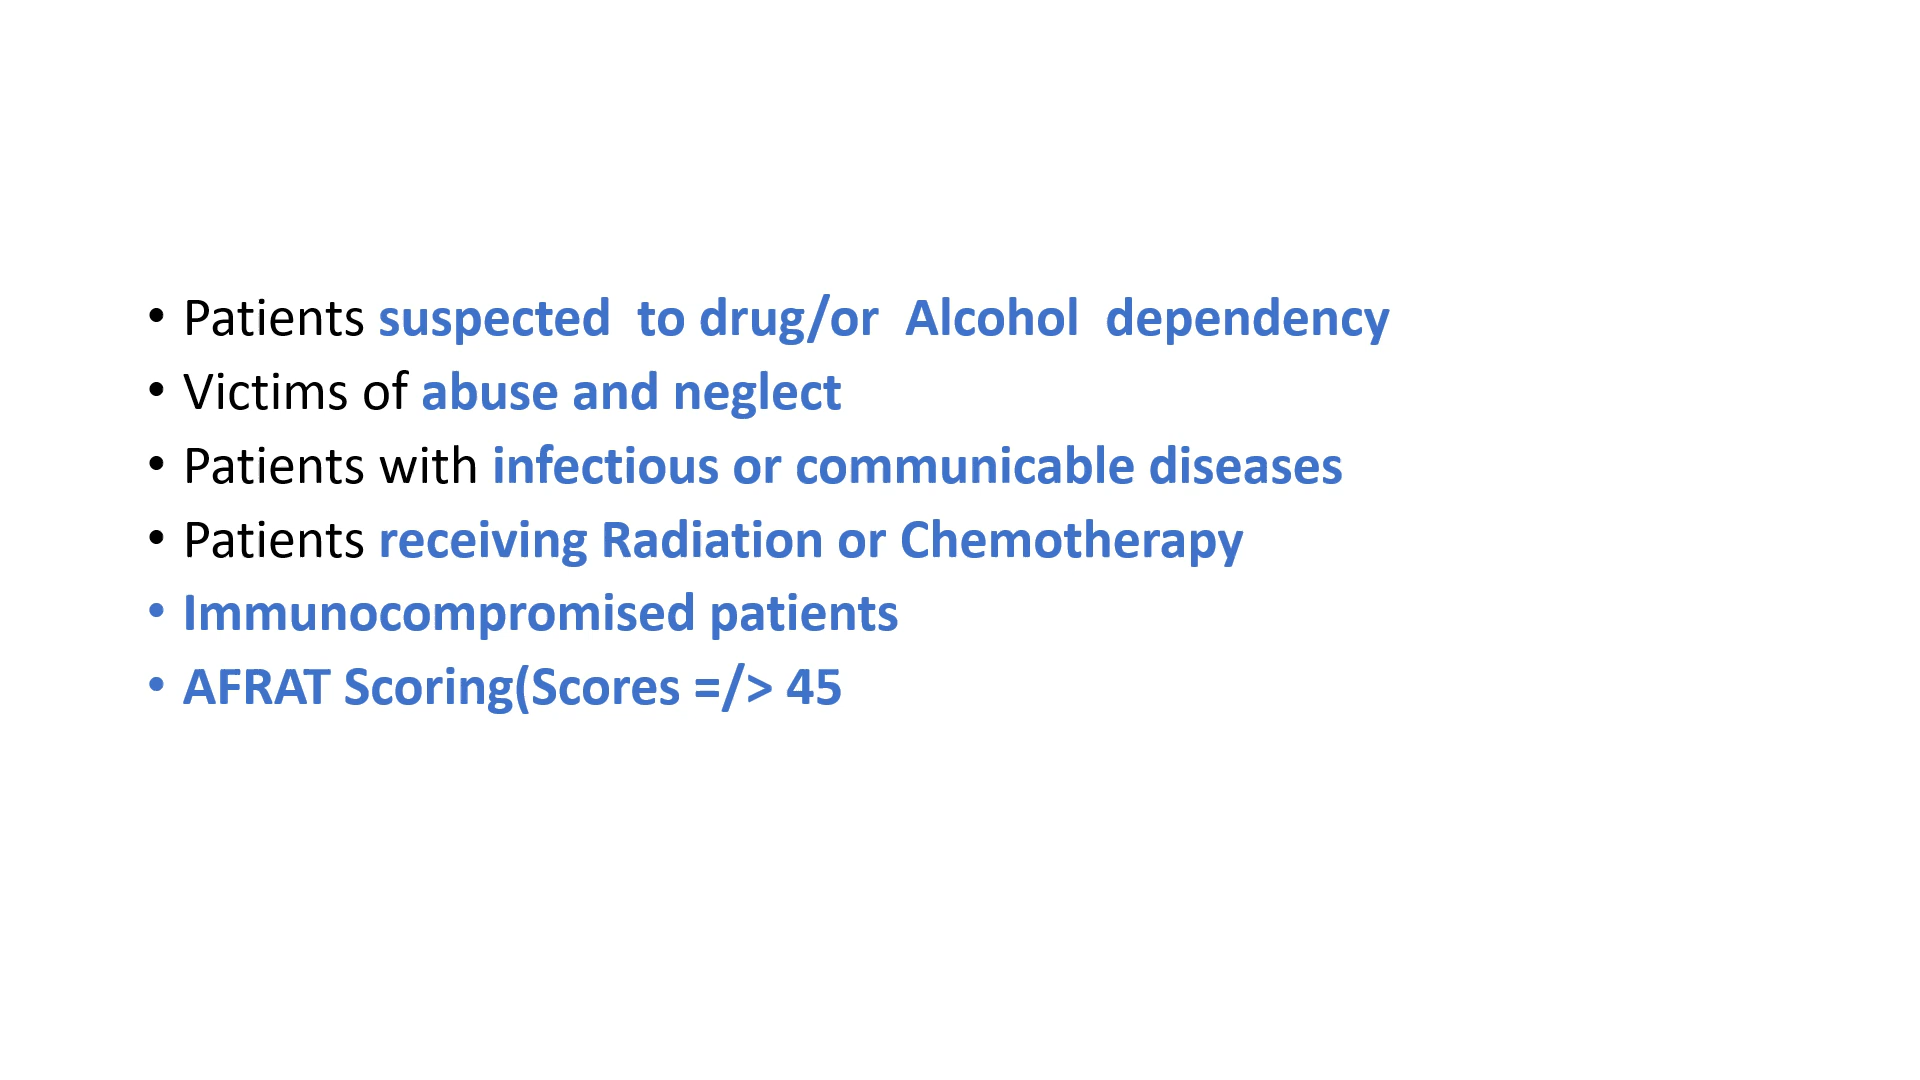 • Patients suspected  to drug/or  Alcohol  dependency
• Victims of abuse and neglect
• Patients with infectious or communicable diseases
• Patients receiving Radiation or Chemotherapy
• Immunocompromised patients
• AFRAT Scoring(Scores =/> 45